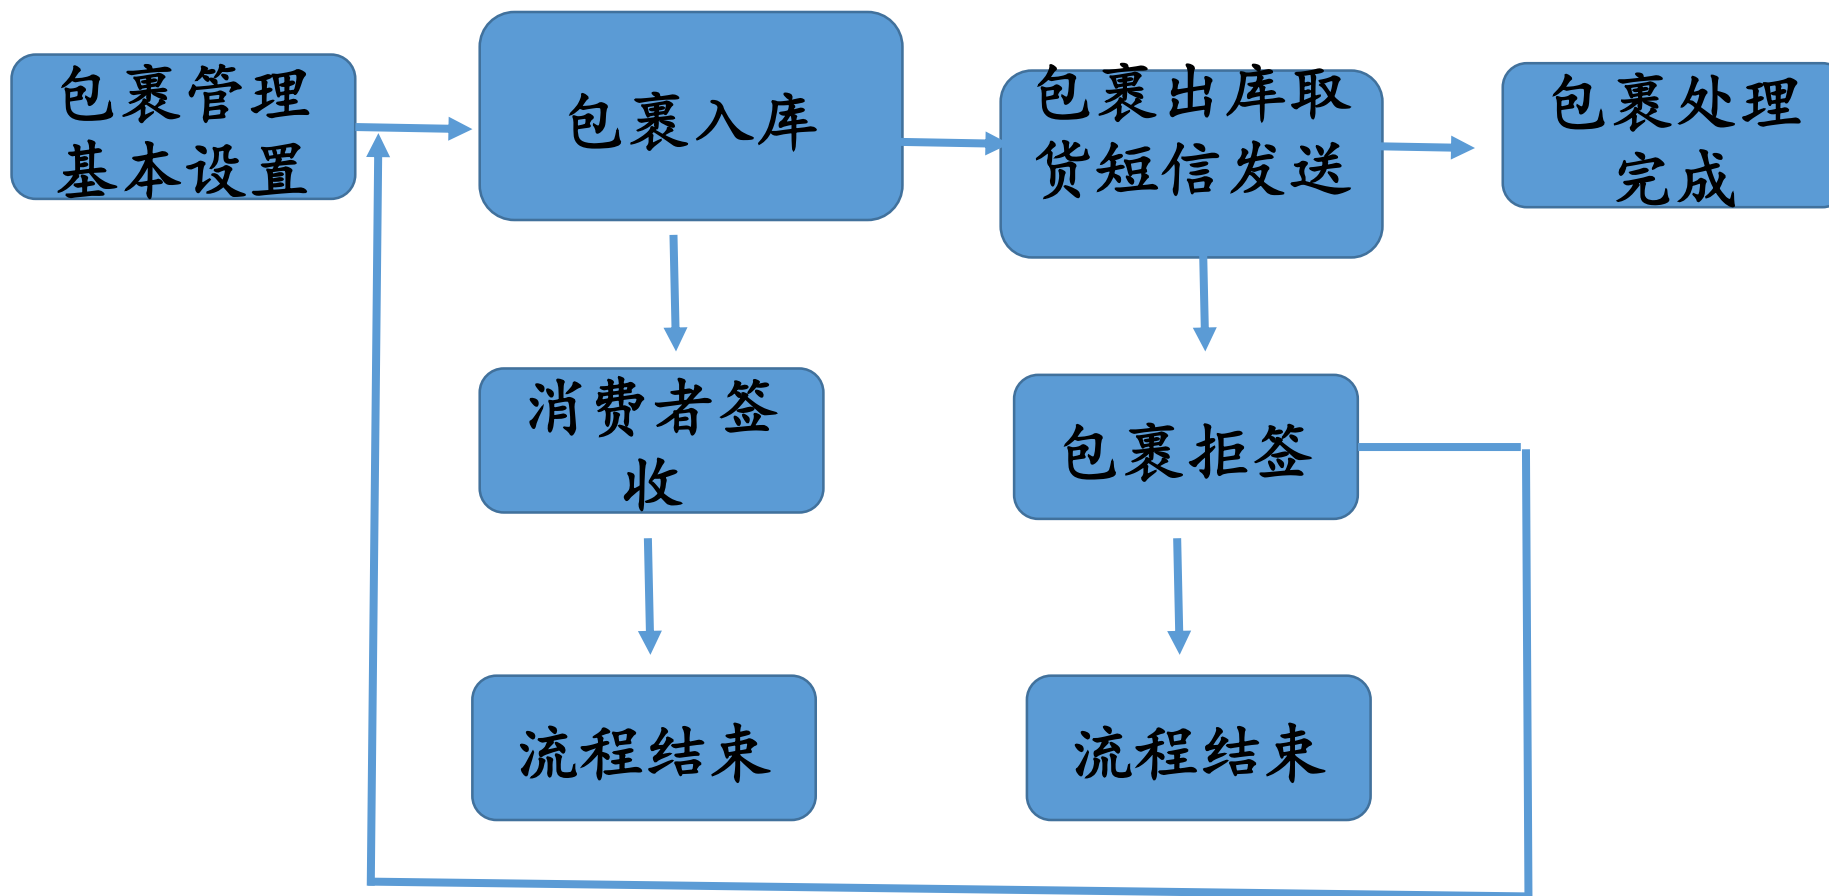 包裹管理
基本设置
包裹入库
包裹出库取
货短信发送
包裹处理
完成
消费者签
收
包裹拒签
流程结束
流程结束